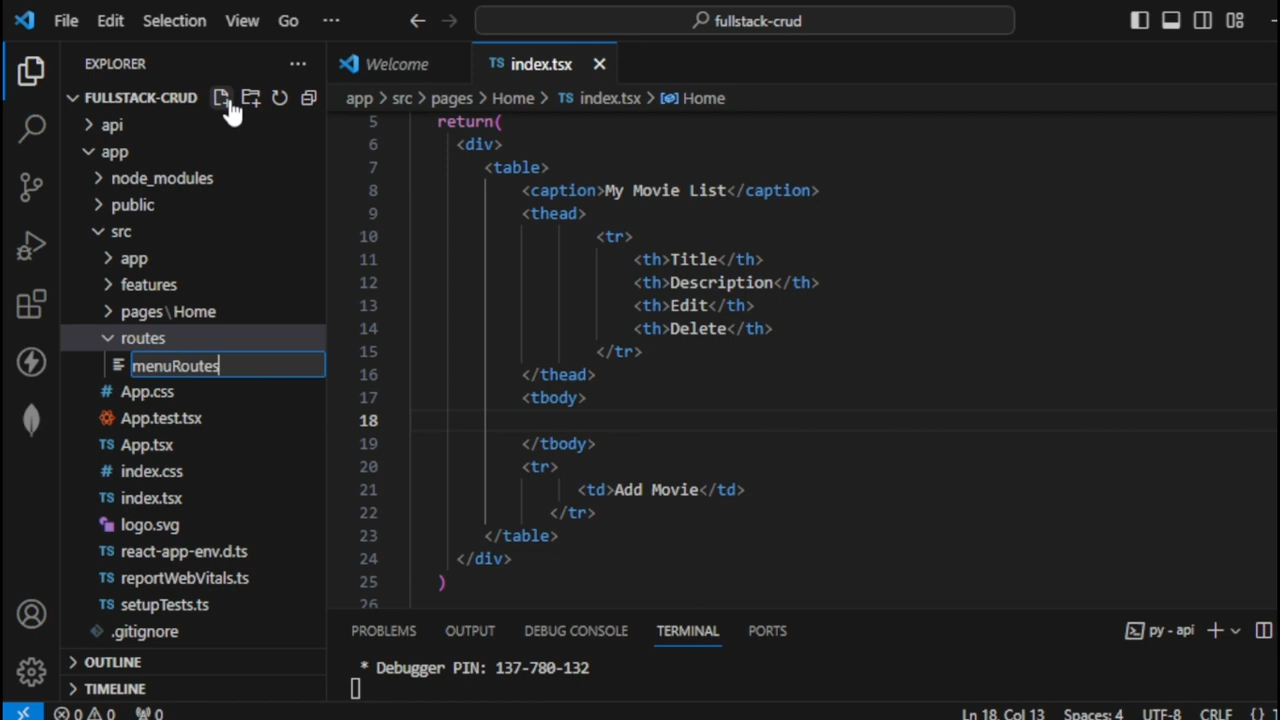 File Edit Selection View Go ··· fullstack-crud
EXPLORER ···
FULLSTACK-CRUD
api
app
node_modules
public
src
app
features
pages\Home
routes
menuRoutes
App.css
App.test.tsx
App.tsx
index.css
index.tsx
logo.svg
react-app-env.d.ts
reportWebVitals.ts
setupTests.ts
.gitignore
OUTLINE
TIMELINE
Welcome TS index.tsx
app > src > pages > Home > TS index.tsx > Home
5 return(
6 <div>
7 <table>
8 <caption>My Movie List</caption>
9 <thead>
10 <tr>
11 <th>Title</th>
12 <th>Description</th>
13 <th>Edit</th>
14 <th>Delete</th>
15 </tr>
16 </thead>
17 <tbody>
18
19 </tbody>
20 <tr>
21 <td>Add Movie</td>
22 </tr>
23 </table>
24 </div>
25 )
26
PROBLEMS OUTPUT DEBUG CONSOLE TERMINAL PORTS py - api
* Debugger PIN: 137-780-132
0 0 0 Ln 18, Col 13 Spaces: 4 UTF-8 CRLF {}